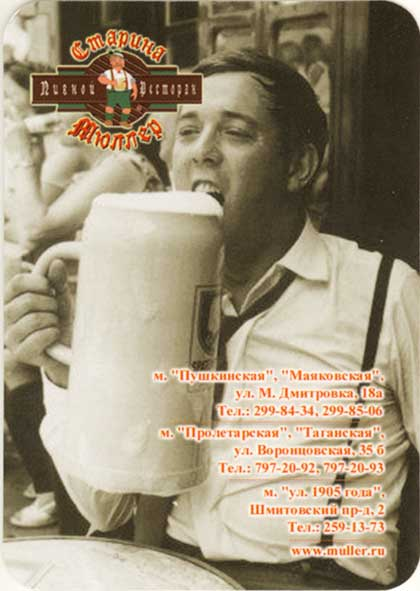 Старина
Пивной Ресторан
Мюллер
м. "Пушкинская", "Маяковская",
ул. М. Дмитровка, 18а
Тел.: 299-84-34, 299-85-06
м. "Пролетарская", "Таганская",
ул. Воронцовская, 35 б
Тел.: 797-20-92, 797-20-93
м. "ул. 1905 года",
Шмитовский пр-д, 2
Тел.: 259-13-73
www.muller.ru